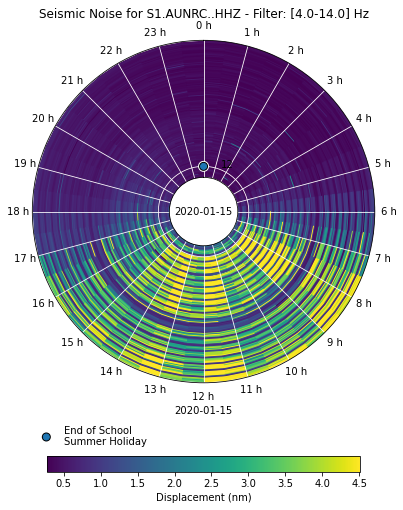 Seismic Noise for S1.AUNRC..HHZ - Filter: [4.0-14.0] Hz
0 h
23 h
1 h
22 h
2 h
21 h
3 h
20 h
4 h
19 h
5 h
18 h
2020-01-15
6 h
17 h
7 h
16 h
8 h
15 h
9 h
14 h
10 h
13 h
11 h
12 h
2020-01-15
End of School
Summer Holiday
0.5 1.0 1.5 2.0 2.5 3.0 3.5 4.0 4.5
Displacement (nm)